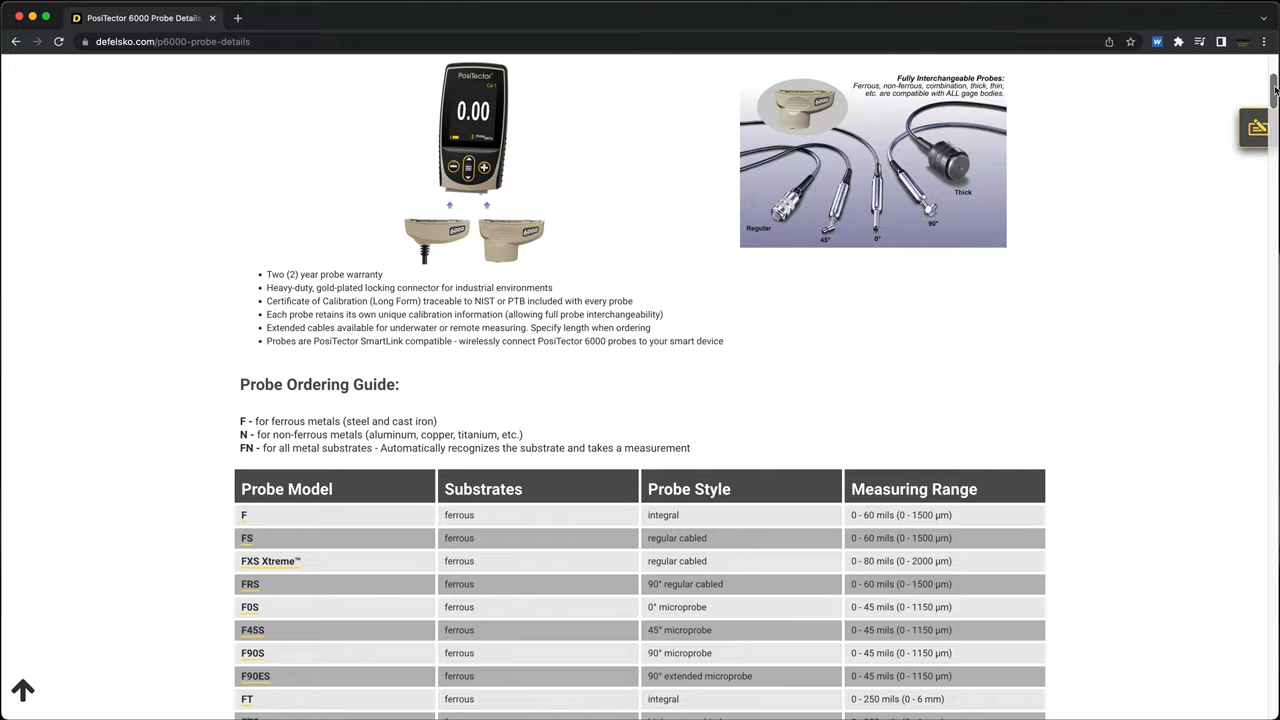 PosiTector 6000 Probe Details
defelsko.com/p6000-probe-details
PosiTector
Cal 1
0.00
6000
6000
Fully Interchangeable Probes:
Ferrous, non-ferrous, combination, thick, thin,
etc. are compatible with ALL gage bodies.
6000
Regular
45°
0°
90°
Thick
• Two (2) year probe warranty
• Heavy-duty, gold-plated locking connector for industrial environments
• Certificate of Calibration (Long Form) traceable to NIST or PTB included with every probe
• Each probe retains its own unique calibration information (allowing full probe interchangeability)
• Extended cables available for underwater or remote measuring. Specify length when ordering
• Probes are PosiTector SmartLink compatible - wirelessly connect PosiTector 6000 probes to your smart device
Probe Ordering Guide:
F - for ferrous metals (steel and cast iron)
N - for non-ferrous metals (aluminum, copper, titanium, etc.)
FN - for all metal substrates - Automatically recognizes the substrate and takes a measurement
Probe Model Substrates Probe Style Measuring Range
F ferrous integral 0 - 60 mils (0 - 1500 µm)
FS ferrous regular cabled 0 - 60 mils (0 - 1500 µm)
FXS Xtreme™ ferrous regular cabled 0 - 80 mils (0 - 2000 µm)
FRS ferrous 90° regular cabled 0 - 60 mils (0 - 1500 µm)
F0S ferrous 0° microprobe 0 - 45 mils (0 - 1150 µm)
F45S ferrous 45° microprobe 0 - 45 mils (0 - 1150 µm)
F90S ferrous 90° microprobe 0 - 45 mils (0 - 1150 µm)
F90ES ferrous 90° extended microprobe 0 - 45 mils (0 - 1150 µm)
FT ferrous integral 0 - 250 mils (0 - 6 mm)